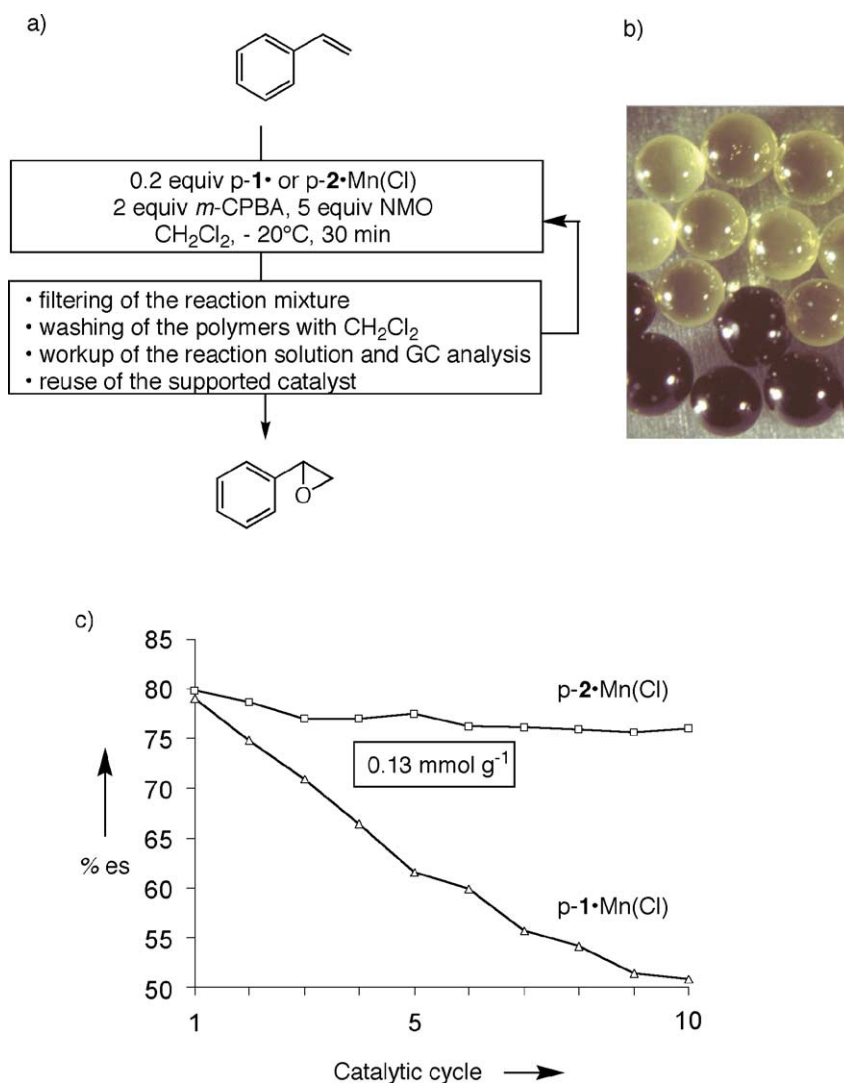 a)
b)
0.2 equiv p-1• or p-2•Mn(Cl)
2 equiv m-CPBA, 5 equiv NMO
CH₂Cl₂, - 20°C, 30 min
• filtering of the reaction mixture
• washing of the polymers with CH₂Cl₂
• workup of the reaction solution and GC analysis
• reuse of the supported catalyst
O
c)
85
80
75
70
65
60
55
50
% es
p-2•Mn(Cl)
0.13 mmol g⁻¹
p-1•Mn(Cl)
1
5
10
Catalytic cycle